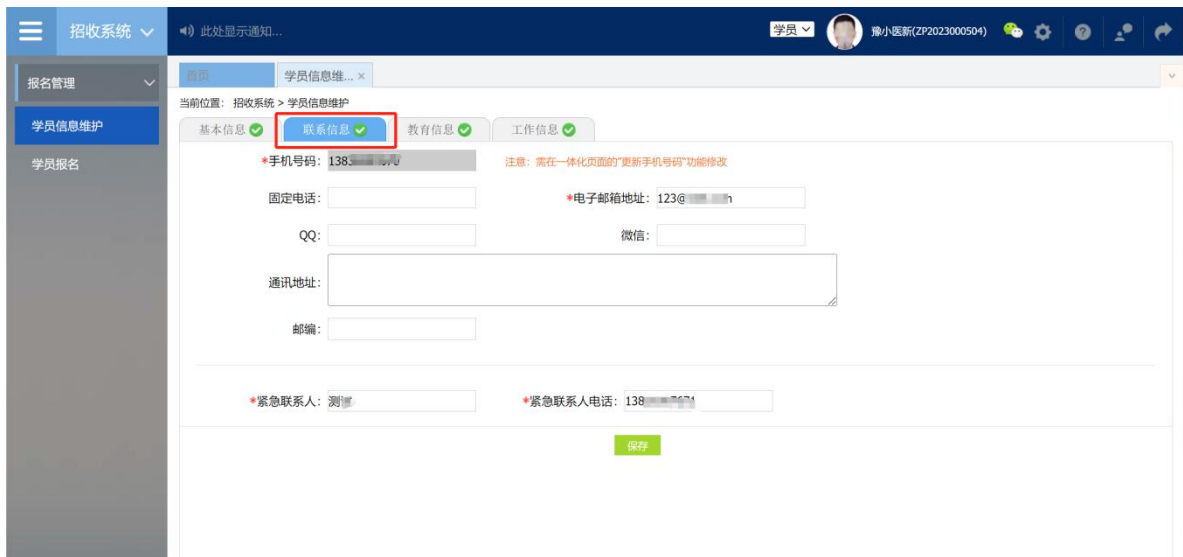 招收系统 此处显示通知... 学员 豫小医新(ZP2023000504)
报名管理 首页 学员信息维... ×
当前位置: 招收系统 > 学员信息维护
学员信息维护 基本信息 联系信息 教育信息 工作信息
学员报名 *手机号码: 注意: 需在一体化页面的"更新手机号码"功能修改
固定电话: *电子邮箱地址: 123@
QQ: 微信:
通讯地址:
邮编:
*紧急联系人: 测 *紧急联系人电话: 138
保存